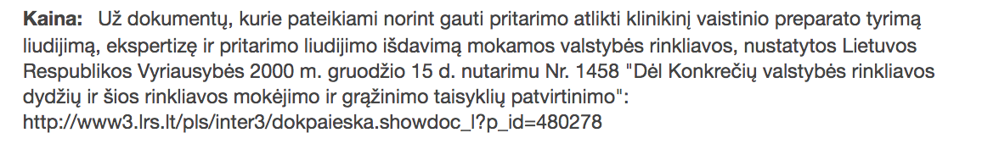 Kaina: Už dokumentų, kurie pateikiami norint gauti pritarimo atlikti klinikinį vaistinio preparato tyrimą
liudijimą, ekspertizę ir pritarimo liudijimo išdavimą mokamos valstybės rinkliavos, nustatytos Lietuvos
Respublikos Vyriausybės 2000 m. gruodžio 15 d. nutarimu Nr. 1458 "Dėl Konkrečių valstybės rinkliavos
dydžių ir šios rinkliavos mokėjimo ir grąžinimo taisyklių patvirtinimo":
http://www3.lrs.lt/pls/inter3/dokpaieska.showdoc_l?p_id=480278